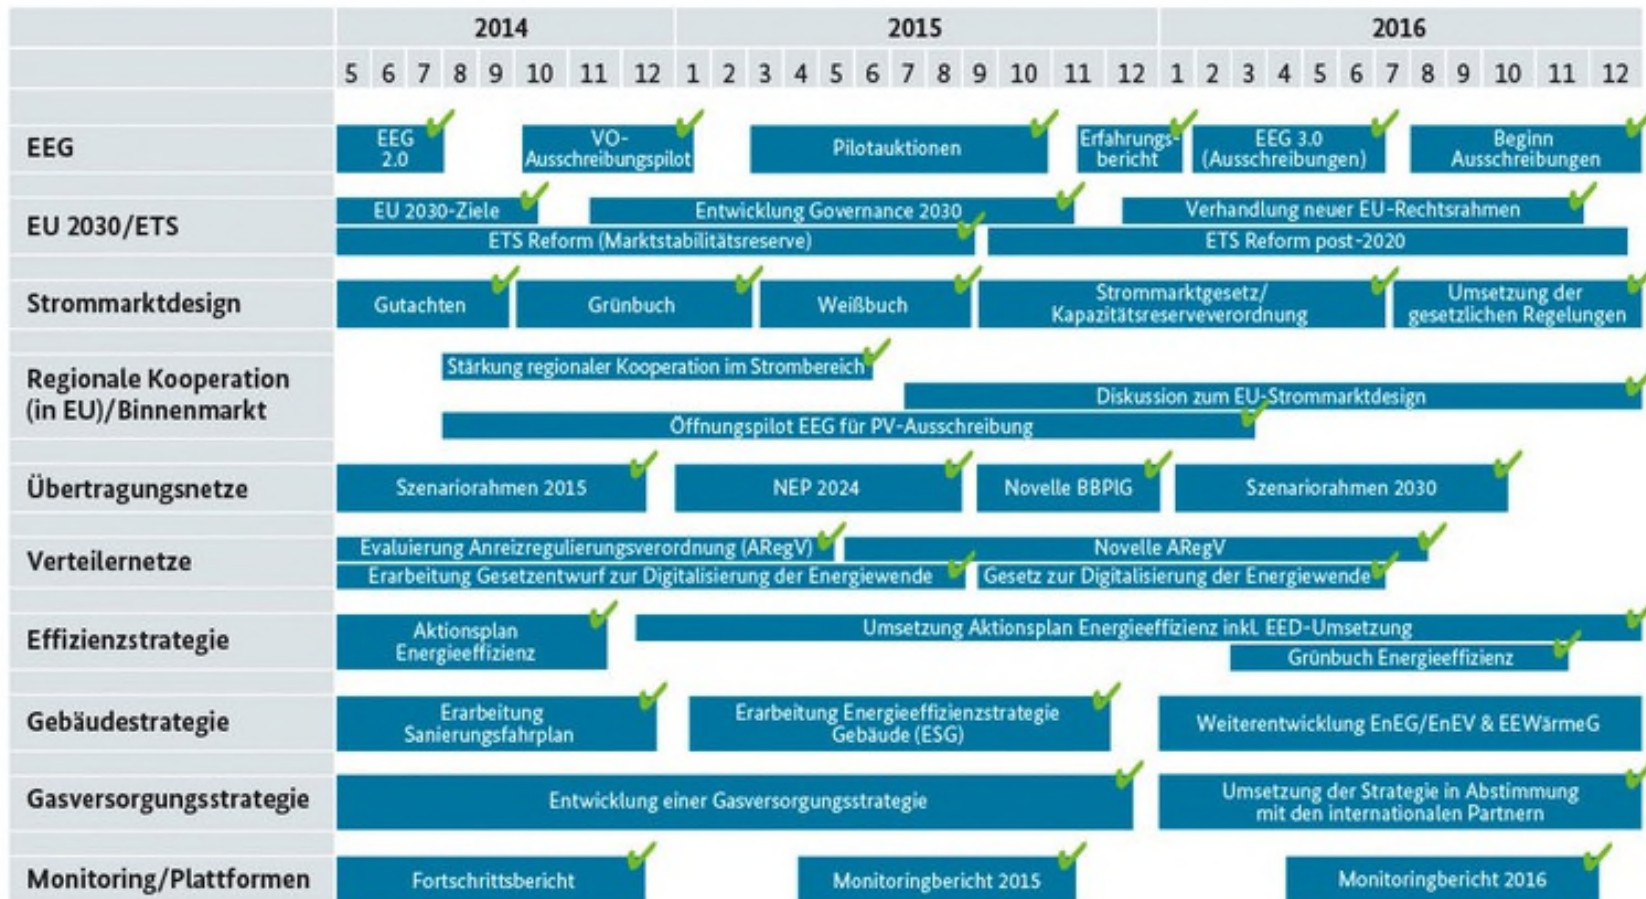 2014 2015 2016
5 6 7 8 9 10 11 12 1 2 3 4 5 6 7 8 9 10 11 12 1 2 3 4 5 6 7 8 9 10 11 12
EEG
EEG
2.0
VO-
Ausschreibungspilot
Pilotauktionen
Erfahrungs-
bericht
EEG 3.0
(Ausschreibungen)
Beginn
Ausschreibungen
EU 2030/ETS
EU 2030-Ziele
Entwicklung Governance 2030
Verhandlung neuer EU-Rechtsrahmen
ETS Reform (Marktstabilitätsreserve)
ETS Reform post-2020
Strommarktdesign
Gutachten
Grünbuch
Weißbuch
Strommarktgesetz/
Kapazitätsreserveverordnung
Umsetzung der
gesetzlichen Regelungen
Regionale Kooperation
(in EU)/Binnenmarkt
Stärkung regionaler Kooperation im Strombereich
Diskussion zum EU-Strommarktdesign
Öffnungspilot EEG für PV-Ausschreibung
Übertragungsnetze
Szenariorahmen 2015
NEP 2024
Novelle BBPlG
Szenariorahmen 2030
Verteilernetze
Evaluierung Anreizregulierungsverordnung (ARegV)
Novelle ARegV
Erarbeitung Gesetzentwurf zur Digitalisierung der Energiewende
Gesetz zur Digitalisierung der Energiewende
Effizienzstrategie
Aktionsplan
Energieeffizienz
Umsetzung Aktionsplan Energieeffizienz inkl. EED-Umsetzung
Grünbuch Energieeffizienz
Gebäudestrategie
Erarbeitung
Sanierungsfahrplan
Erarbeitung Energieeffizienzstrategie
Gebäude (ESG)
Weiterentwicklung EnEG/EnEV & EEWärmeG
Gasversorgungsstrategie
Entwicklung einer Gasversorgungsstrategie
Umsetzung der Strategie in Abstimmung
mit den internationalen Partnern
Monitoring/Plattformen
Fortschrittsbericht
Monitoringbericht 2015
Monitoringbericht 2016